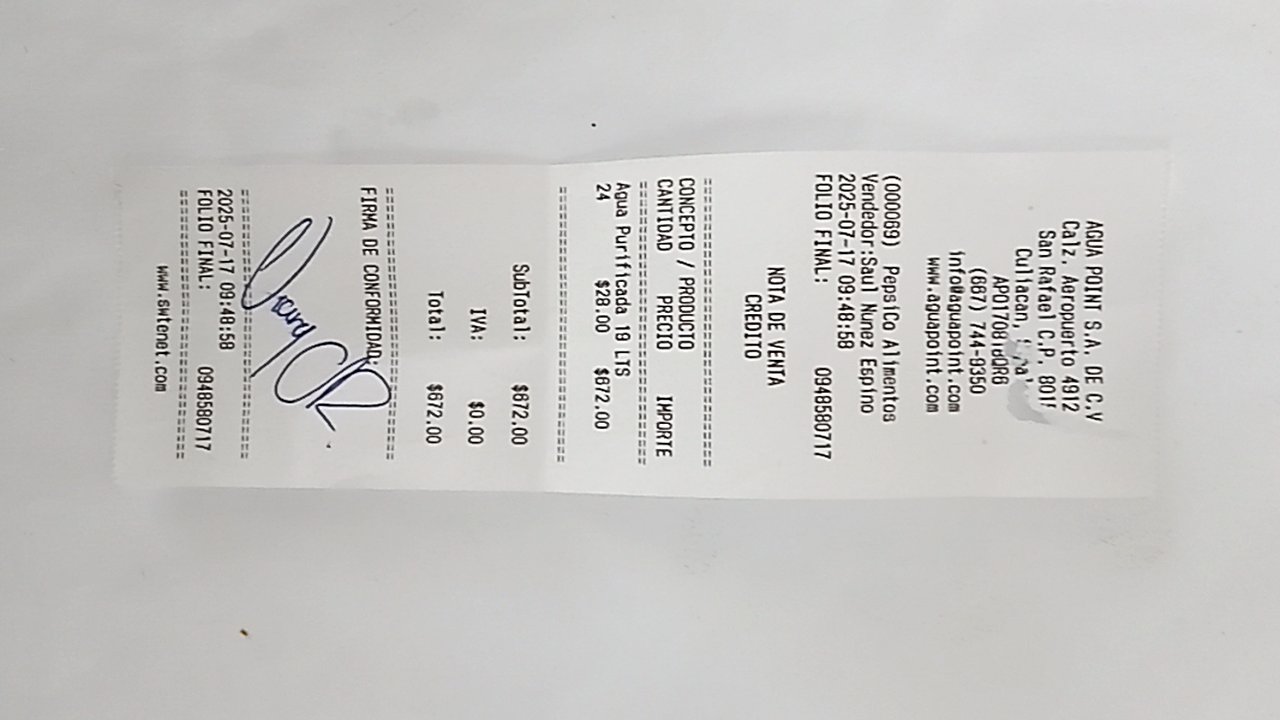 AGUA POINT S.A. DE C.V
Calz. Aeropuerto 4912
San Rafael C.P.
Culiacan,
(667) 744-9350
info@aguapoint.com
www.aguapoint.com
(000069) PepsiCo Alimentos
Vendedor:Saul Nunez Espino
2025-07-17 09:48:58
FOLIO FINAL: 0948580717
NOTA DE VENTA
CREDITO
CONCEPTO / PRODUCTO
CANTIDAD PRECIO IMPORTE
Agua Purificada 19 LTS
24 $28.00 $672.00
SubTotal: $672.00
IVA: $0.00
Total: $672.00
FIRMA DE CONFORMIDAD:
2025-07-17 09:48:58
FOLIO FINAL: 0948580717
www.swtenet.com